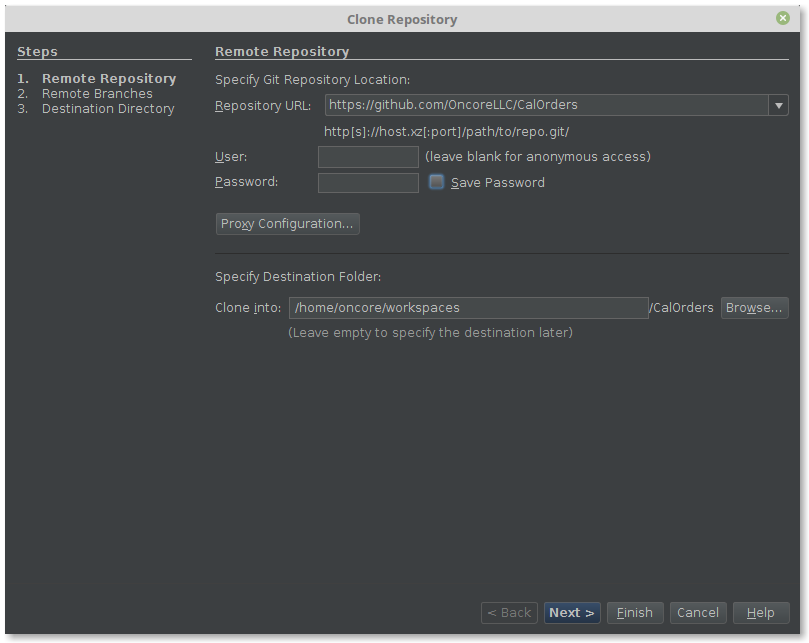 Clone Repository
Steps
1. Remote Repository
2. Remote Branches
3. Destination Directory
Remote Repository
Specify Git Repository Location:
Repository URL: https://github.com/OncoreLLC/CalOrders
http[s]://host.xz[:port]/path/to/repo.git/
User: (leave blank for anonymous access)
Password: Save Password
Proxy Configuration...
Specify Destination Folder:
Clone into: /home/oncore/workspaces /CalOrders Browse...
(Leave empty to specify the destination later)
< Back Next > Finish Cancel Help